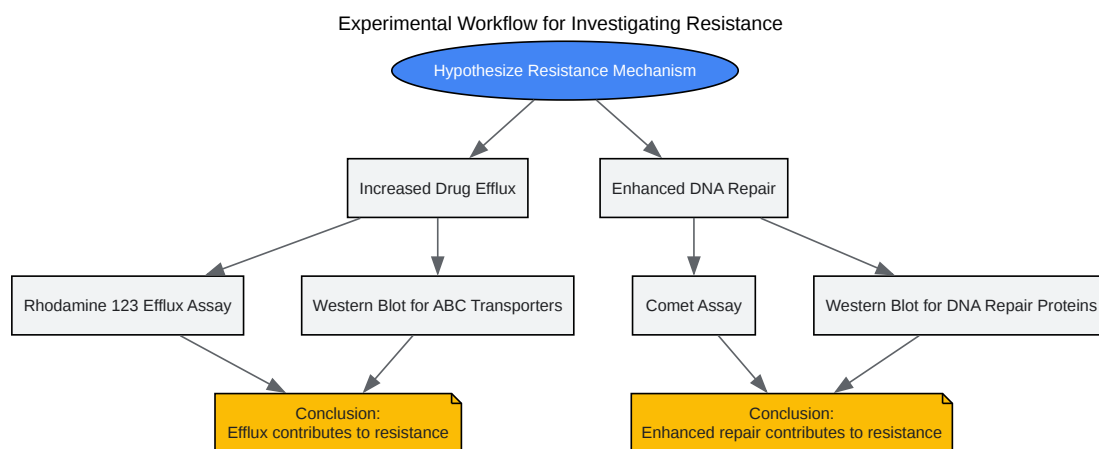 Experimental Workflow for Investigating Resistance
Hypothesize Resistance Mechanism
Increased Drug Efflux
Enhanced DNA Repair
Rhodamine 123 Efflux Assay
Western Blot for ABC Transporters
Comet Assay
Western Blot for DNA Repair Proteins
Conclusion:
Efflux contributes to resistance
Conclusion:
Enhanced repair contributes to resistance